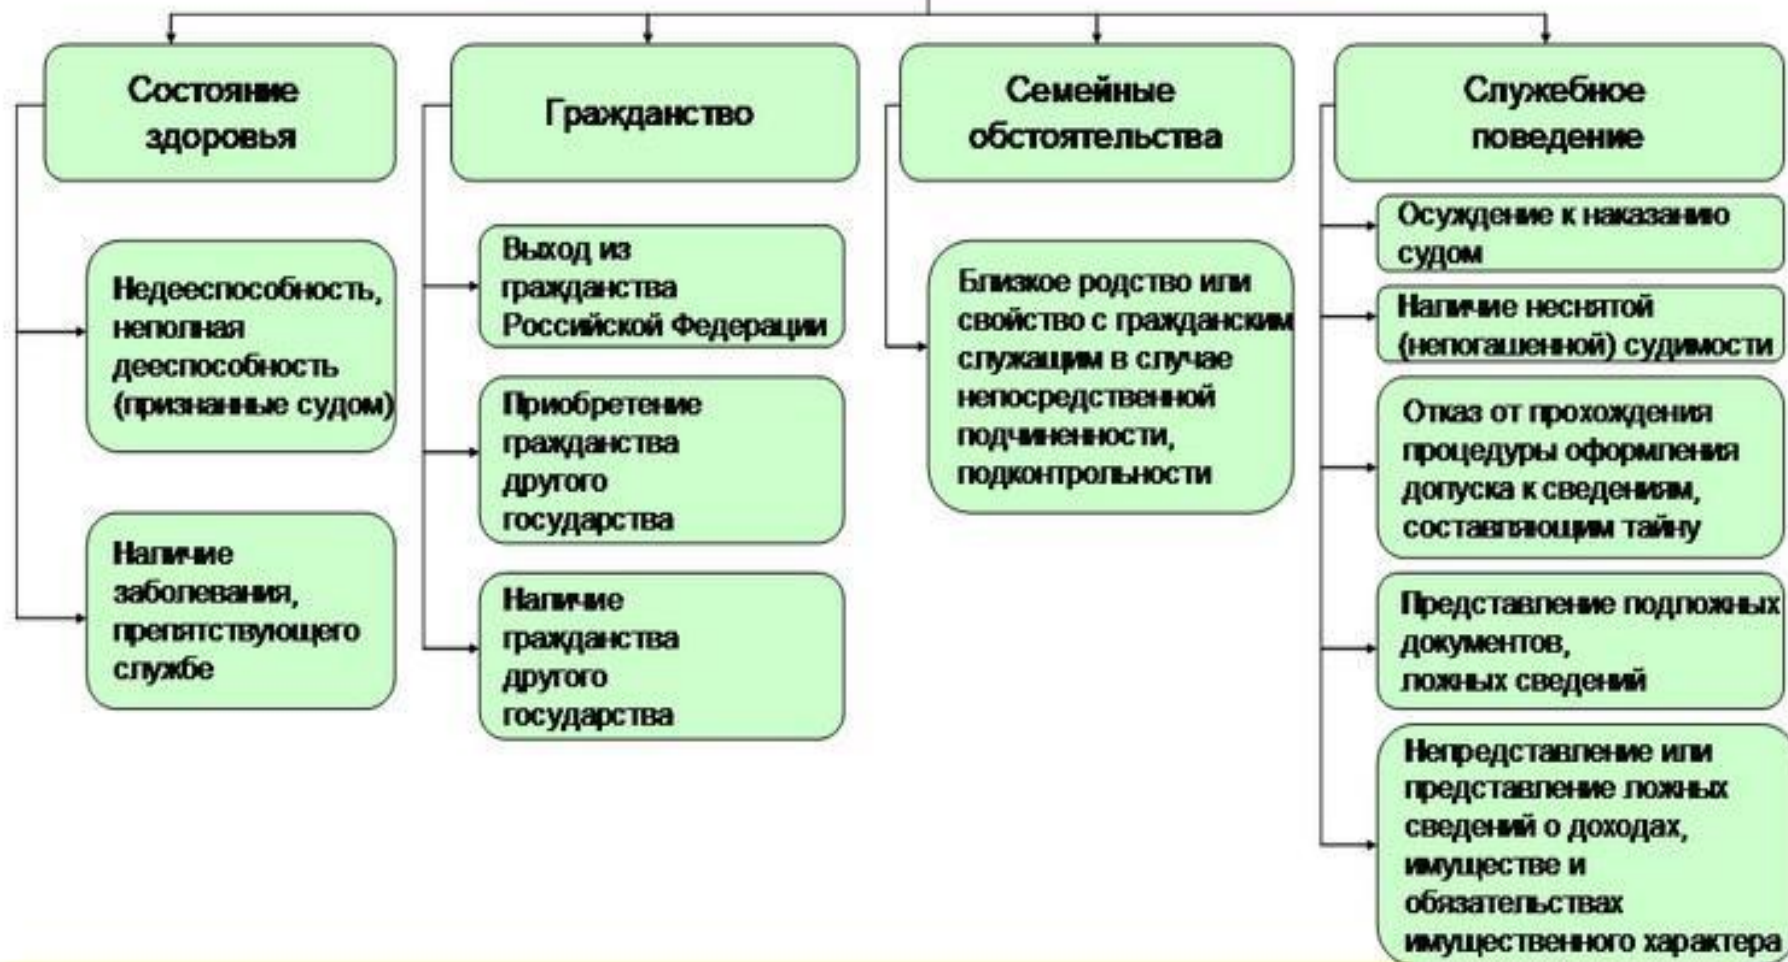 Состояние
здоровья
Гражданство
Семейные
обстоятельства
Служебное
поведение
Недееспособность,
неполная
дееспособность
(признанные судом)
Наличие
заболевания,
препятствующего
службе
Выход из
гражданства
Российской Федерации
Приобретение
гражданства
другого
государства
Наличие
гражданства
другого
государства
Близкое родство или
свойство с гражданским
служащим в случае
непосредственной
подчиненности,
подконтрольности
Осуждение к наказанию
судом
Наличие неснятой
(непогашенной) судимости
Отказ от прохождения
процедуры оформления
допуска к сведениям,
составляющим тайну
Представление подложных
документов,
ложных сведений
Непредставление или
представление ложных
сведений о доходах,
имуществе и
обязательствах
имущественного характера